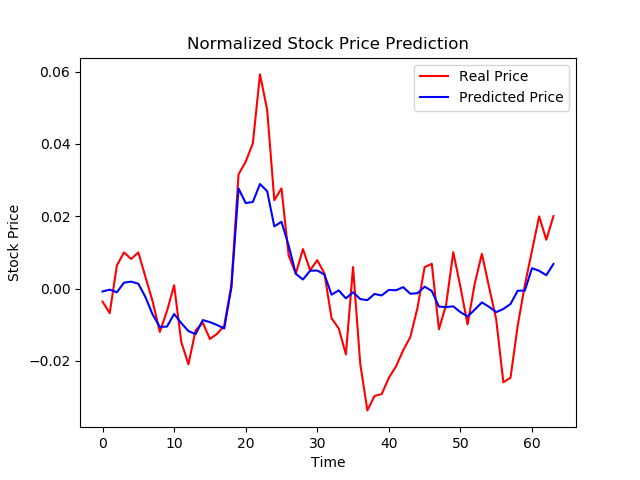 Normalized Stock Price Prediction
Real Price
Predicted Price
0.06
0.04
0.02
0.00
−0.02
Stock Price
0 10 20 30 40 50 60
Time